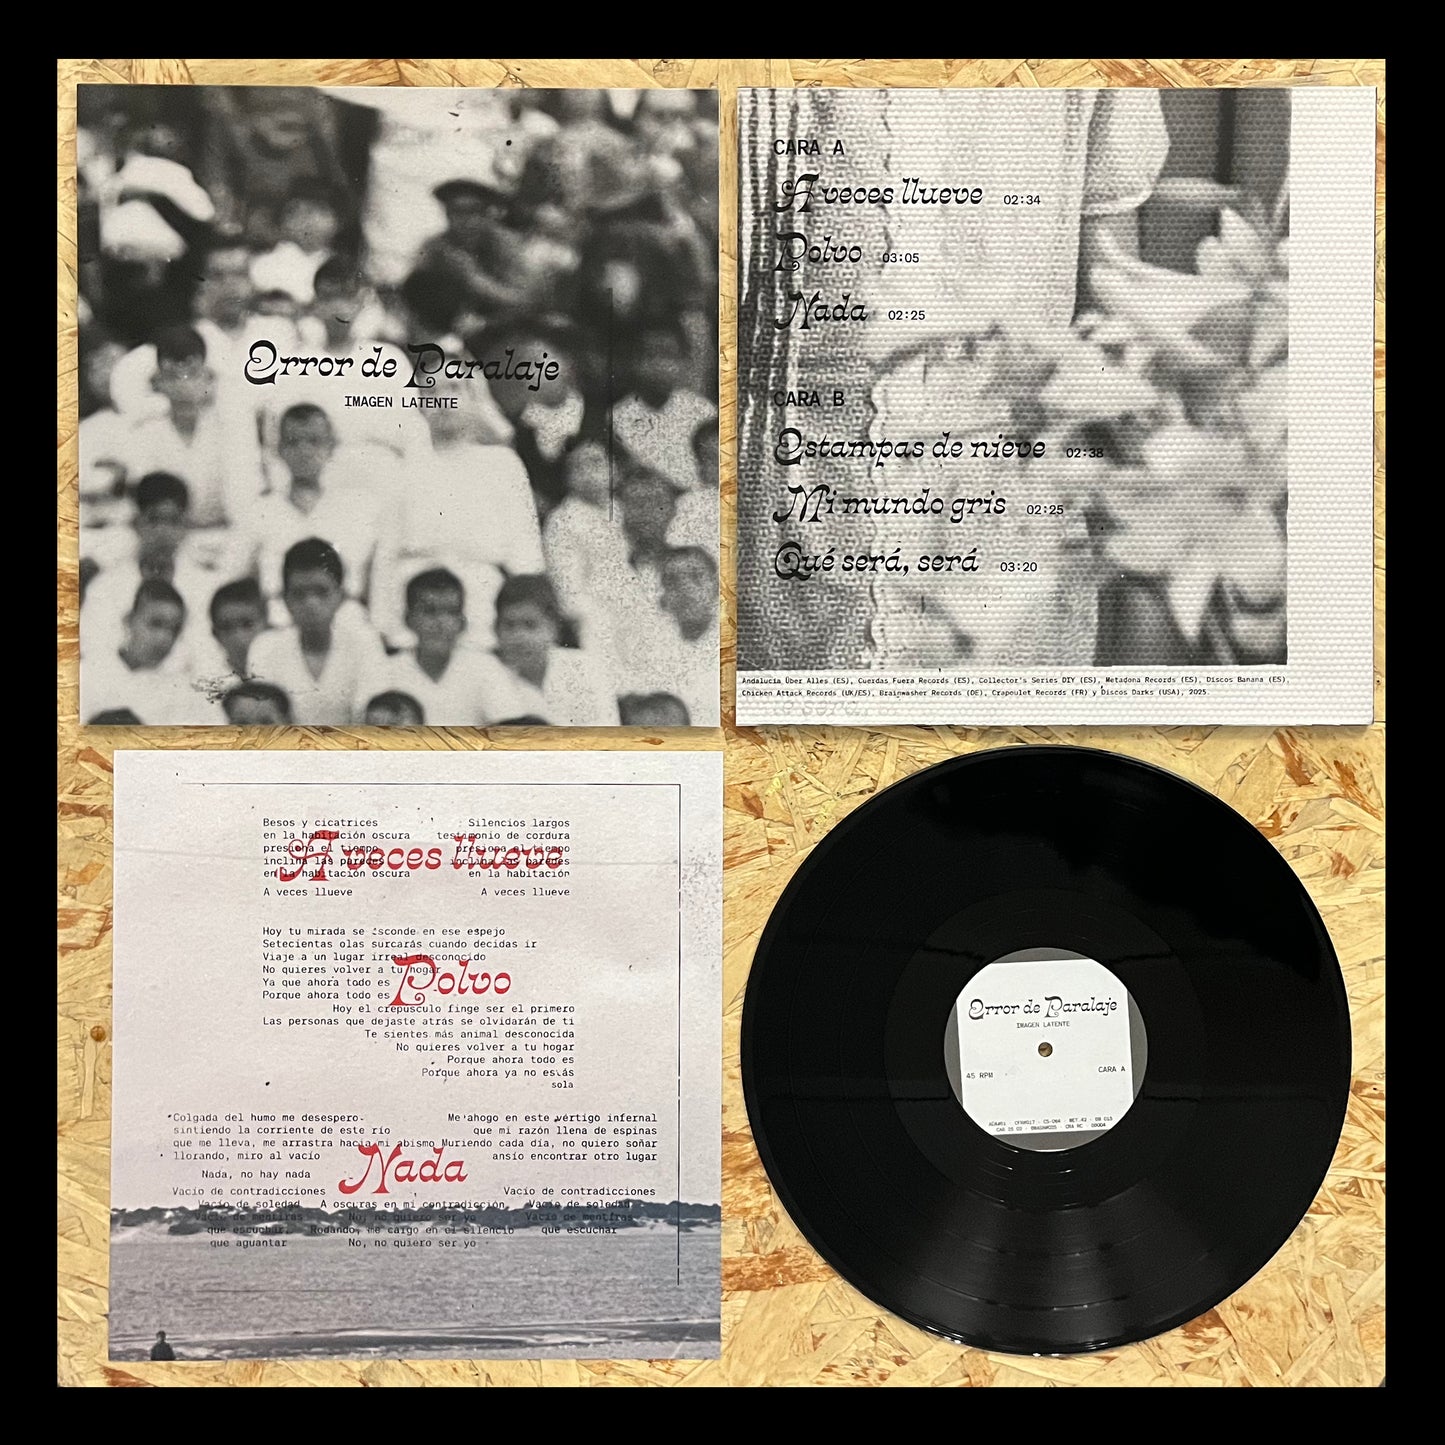 Error de Paralaje
IMAGEN LATENTE
CARA A
A veces llueve 02:34
Polvo 03:05
Nada 02:25
CARA B
Estampas de nieve 02:38
Mi mundo gris 02:25
Qué será, será 03:20
Andalucía Über Alles (ES), Cuerdas Fuera Records (ES), Collector's Series DIY (ES), Metadona Records (ES), Discos Banana (ES),
Chicken Attack Records (UK/ES), Brainwasher Records (DE), Crapoulet Records (FR) y Discos Darks (USA), 2025.
A veces llueve
Besos y cicatrices
en la habitación oscura
presiona el tiempo
inclina las paredes
en la habitación oscura
A veces llueve
Silencios largos
testimonio de cordura
presiona el tiempo
inclina las paredes
en la habitación
A veces llueve
Polvo
Hoy tu mirada se esconde en ese espejo
Setecientas olas surcarás cuando decidas ir
Viaje a un lugar irreal desconocido
No quieres volver a tu hogar
Ya que ahora todo es
Porque ahora todo es
Hoy el crepúsculo finge ser el primero
Las personas que dejaste atrás se olvidarán de ti
Te sientes más animal desconocida
No quieres volver a tu hogar
Porque ahora todo es
Porque ahora ya no estás
sola
Nada
Colgada del humo me desespero
sintiendo la corriente de este río
que me lleva, me arrastra hacia mi abismo
llorando, miro al vacío
Nada, no hay nada
Me ahogo en este vértigo infernal
que mi razón llena de espinas
Muriendo cada día, no quiero soñar
ansío encontrar otro lugar
Vacío de contradicciones
Vacío de soledad
Vacío de mentiras
que escuchar,
que aguantar
A oscuras en mi contradicción
No, no quiero ser yo
Rodando, me cargo en el silencio
No, no quiero ser yo
Vacío de contradicciones
Vacío de soledad
Vacío de mentiras
que escuchar
Error de Paralaje
IMAGEN LATENTE
45 RPM
CARA A